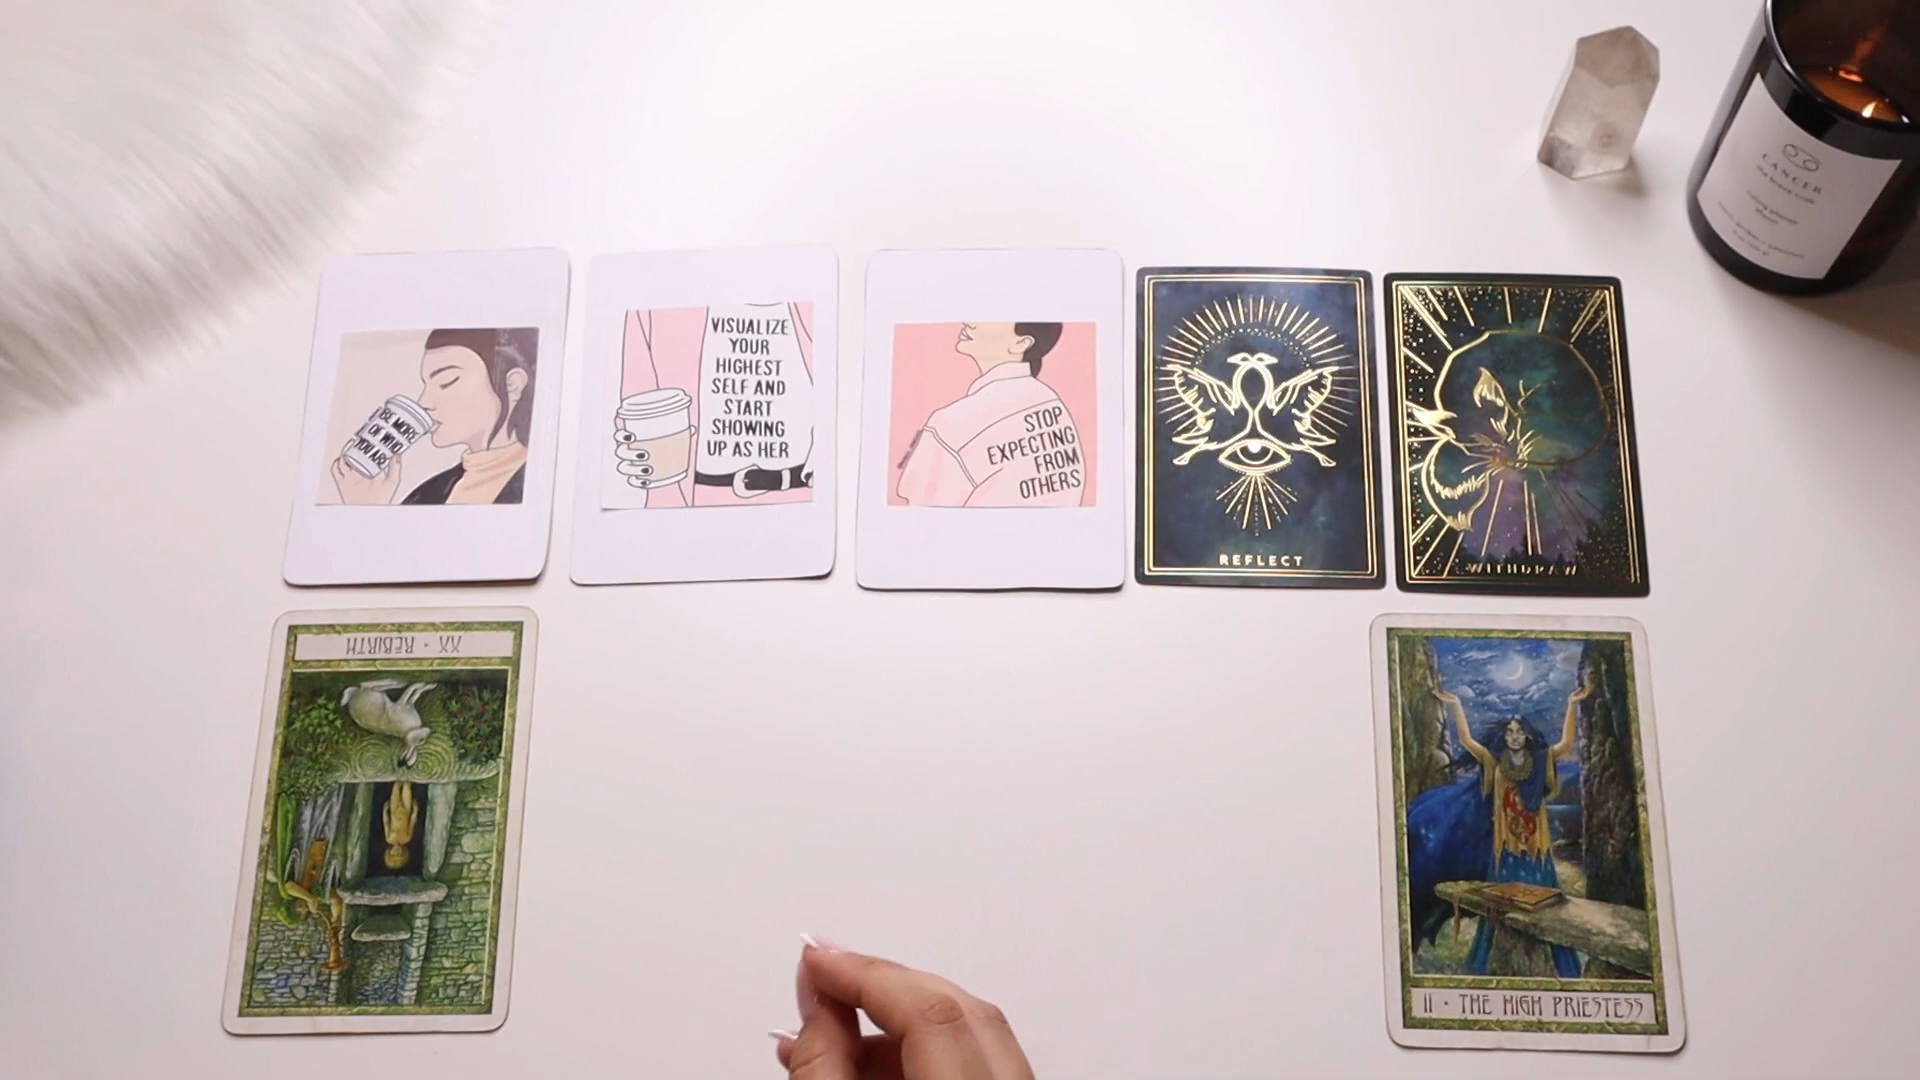 CANCER
BE MORE
OF WHO
YOU ARE
VISUALIZE
YOUR
HIGHEST
SELF AND
START
SHOWING
UP AS HER
STOP
EXPECTING
FROM
OTHERS
REFLECT
WITHDRAW
XX • REBIRTH
II • THE HIGH PRIESTESS